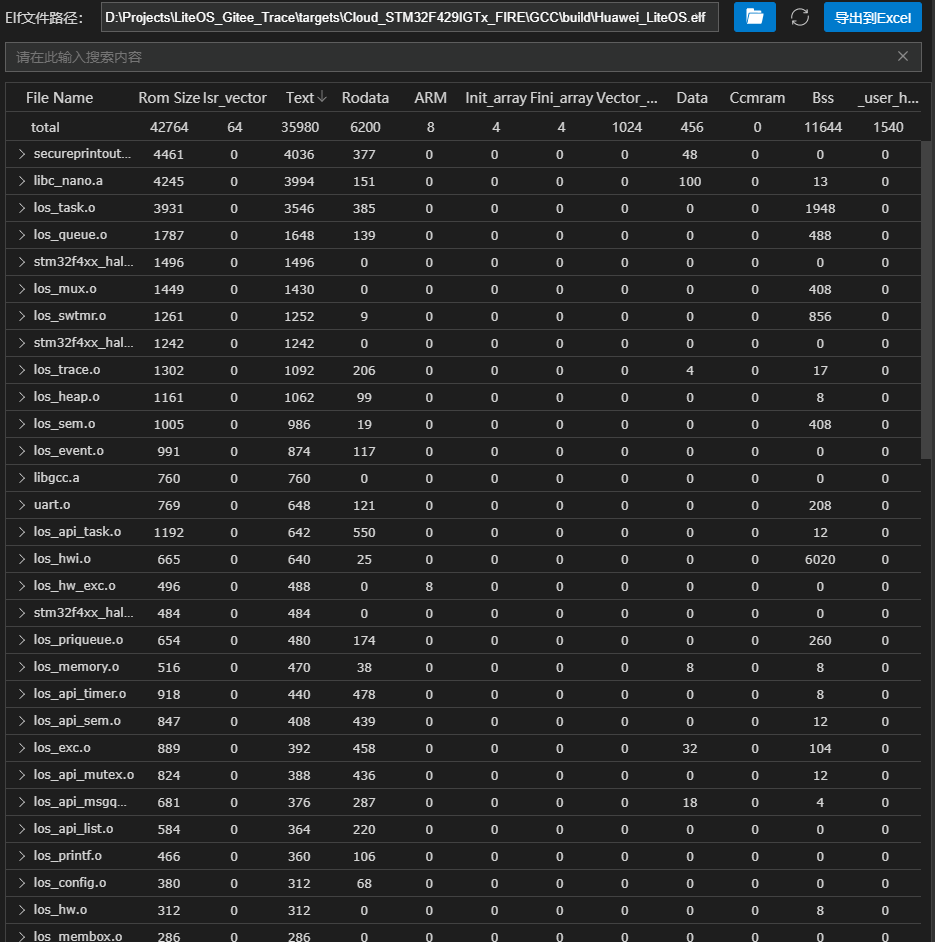 Elf文件路径： D:\Projects\LiteOS_Gitee_Trace\targets\Cloud_STM32F429IGTx_FIRE\GCC\build\Huawei_LiteOS.elf 导出到Excel
请在此输入搜索内容
File Name Rom Size Isr_vector Text Rodata ARM Init_array Fini_array Vector_... Data Ccmram Bss _user_h...
total 42764 64 35980 6200 8 4 4 1024 456 0 11644 1540
secureprintout... 4461 0 4036 377 0 0 0 0 48 0 0 0
libc_nano.a 4245 0 3994 151 0 0 0 0 100 0 13 0
los_task.o 3931 0 3546 385 0 0 0 0 0 0 1948 0
los_queue.o 1787 0 1648 139 0 0 0 0 0 0 488 0
stm32f4xx_hal... 1496 0 1496 0 0 0 0 0 0 0 0 0
los_mux.o 1449 0 1430 0 0 0 0 0 0 0 408 0
los_swtmr.o 1261 0 1252 9 0 0 0 0 0 0 856 0
stm32f4xx_hal... 1242 0 1242 0 0 0 0 0 0 0 0 0
los_trace.o 1302 0 1092 206 0 0 0 0 4 0 17 0
los_heap.o 1161 0 1062 99 0 0 0 0 0 0 8 0
los_sem.o 1005 0 986 19 0 0 0 0 0 0 408 0
los_event.o 991 0 874 117 0 0 0 0 0 0 0 0
libgcc.a 760 0 760 0 0 0 0 0 0 0 0 0
uart.o 769 0 648 121 0 0 0 0 0 0 208 0
los_api_task.o 1192 0 642 550 0 0 0 0 0 0 12 0
los_hwi.o 665 0 640 25 0 0 0 0 0 0 6020 0
los_hw_exc.o 496 0 488 0 8 0 0 0 0 0 0 0
stm32f4xx_hal... 484 0 484 0 0 0 0 0 0 0 0 0
los_priqueue.o 654 0 480 174 0 0 0 0 0 0 260 0
los_memory.o 516 0 470 38 0 0 0 0 8 0 8 0
los_api_timer.o 918 0 440 478 0 0 0 0 0 0 8 0
los_api_sem.o 847 0 408 439 0 0 0 0 0 0 12 0
los_exc.o 889 0 392 458 0 0 0 0 32 0 104 0
los_api_mutex.o 824 0 388 436 0 0 0 0 0 0 12 0
los_api_msgq... 681 0 376 287 0 0 0 0 18 0 4 0
los_api_list.o 584 0 364 220 0 0 0 0 0 0 0 0
los_printf.o 466 0 360 106 0 0 0 0 0 0 0 0
los_config.o 380 0 312 68 0 0 0 0 0 0 0 0
los_hw.o 312 0 312 0 0 0 0 0 0 0 8 0
los_membox.o 286 0 286 0 0 0 0 0 0 0 0 0